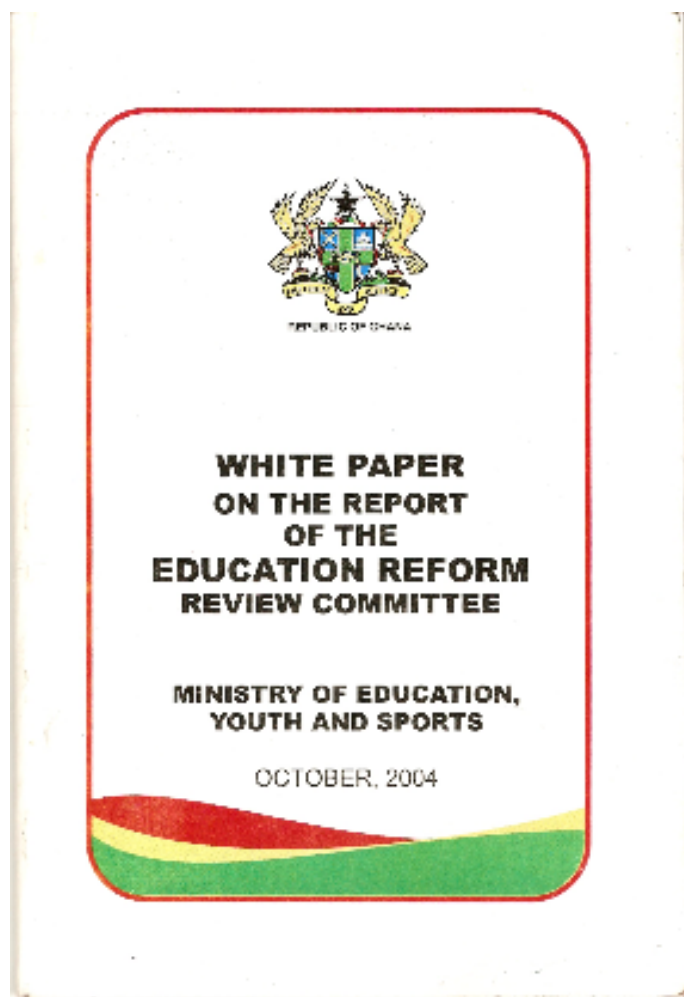 REPUBLIC OF GHANA
WHITE PAPER
ON THE REPORT
OF THE
EDUCATION REFORM
REVIEW COMMITTEE
MINISTRY OF EDUCATION,
YOUTH AND SPORTS
OCTOBER, 2004